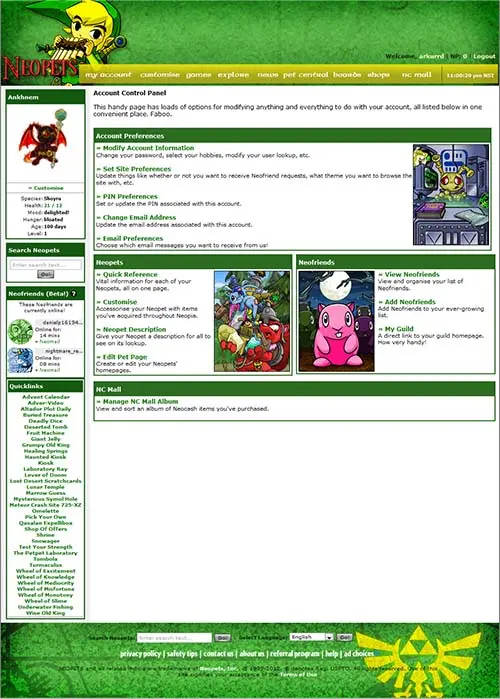 Welcome, arkurrd | NP: 0 | Logout
NEOPETS
my account customise games explore news pet central boards shops nc mall 11:00:29 pm NST
Ankhnem
» Customise
Species: Shoyru
Health: 21 / 13
Mood: delighted!
Hunger: bloated
Age: 100 days
Level: 1
Search Neopets
Enter search text...
Go!
Neofriends (Beta!) ?
These Neofriends are
currently online!
danielp16194...
Online for:
14 mins
» Neomail
nightmare_re...
Online for:
08 mins
» Neomail
Quicklinks
Advent Calendar
Adver-Video
Altador Plot Daily
Buried Treasure
Deadly Dice
Deserted Tomb
Fruit Machine
Giant Jelly
Grumpy Old King
Healing Springs
Haunted Kiosk
Kiosk
Laboratory Ray
Lever of Doom
Lost Desert Scratchcards
Lunar Temple
Marrow Guess
Mysterious Symol Hole
Meteor Crash Site 725-XZ
Omelette
Pick Your Own
Qasalan Expellibox
Shop Of Offers
Shrine
Snowager
Test Your Strength
The Petpet Laboratory
Tombola
Turmaculus
Wheel of Excitement
Wheel of Knowledge
Wheel of Mediocrity
Wheel of Misfortune
Wheel of Monotony
Wheel of Slime
Underwater Fishing
Wise Old King
Account Control Panel
This handy page has loads of options for modifying anything and everything to do with your account, all listed below in one
convenient place. Faboo.
Account Preferences
» Modify Account Information
Change your password, select your hobbies, modify your user lookup, etc.
» Set Site Preferences
Update things like whether or not you want to receive Neofriend requests, what theme you want to browse the
site with, etc.
» PIN Preferences
Set or update the PIN associated with this account.
» Change Email Address
Update the email address associated with this account.
» Email Preferences
Choose which email messages you want to receive from us!
Neopets
» Quick Reference
Vital information for each of your
Neopets, all on one page.
» Customise
Accessorise your Neopet with items
you've acquired throughout Neopia.
» Neopet Description
Give your Neopet a description for all to
see on its lookup.
» Edit Pet Page
Create or edit your Neopets'
homepages.
Neofriends
» View Neofriends
View and organise your list of
Neofriends.
» Add Neofriends
Add Neofriends to your ever-growing
list.
» My Guild
A direct link to your guild homepage.
How very handy!
NC Mall
» Manage NC Mall Album
View and sort an album of Neocash items you've purchased.
Search Neopets: Enter search text... Go! Select Language: English Go!
privacy policy | safety tips | contact us | about us | referral program | help | ad choices
NEOPETS and all related indicia are trademarks of Neopets, Inc.,
site signifies your acceptance of the Terms of Use